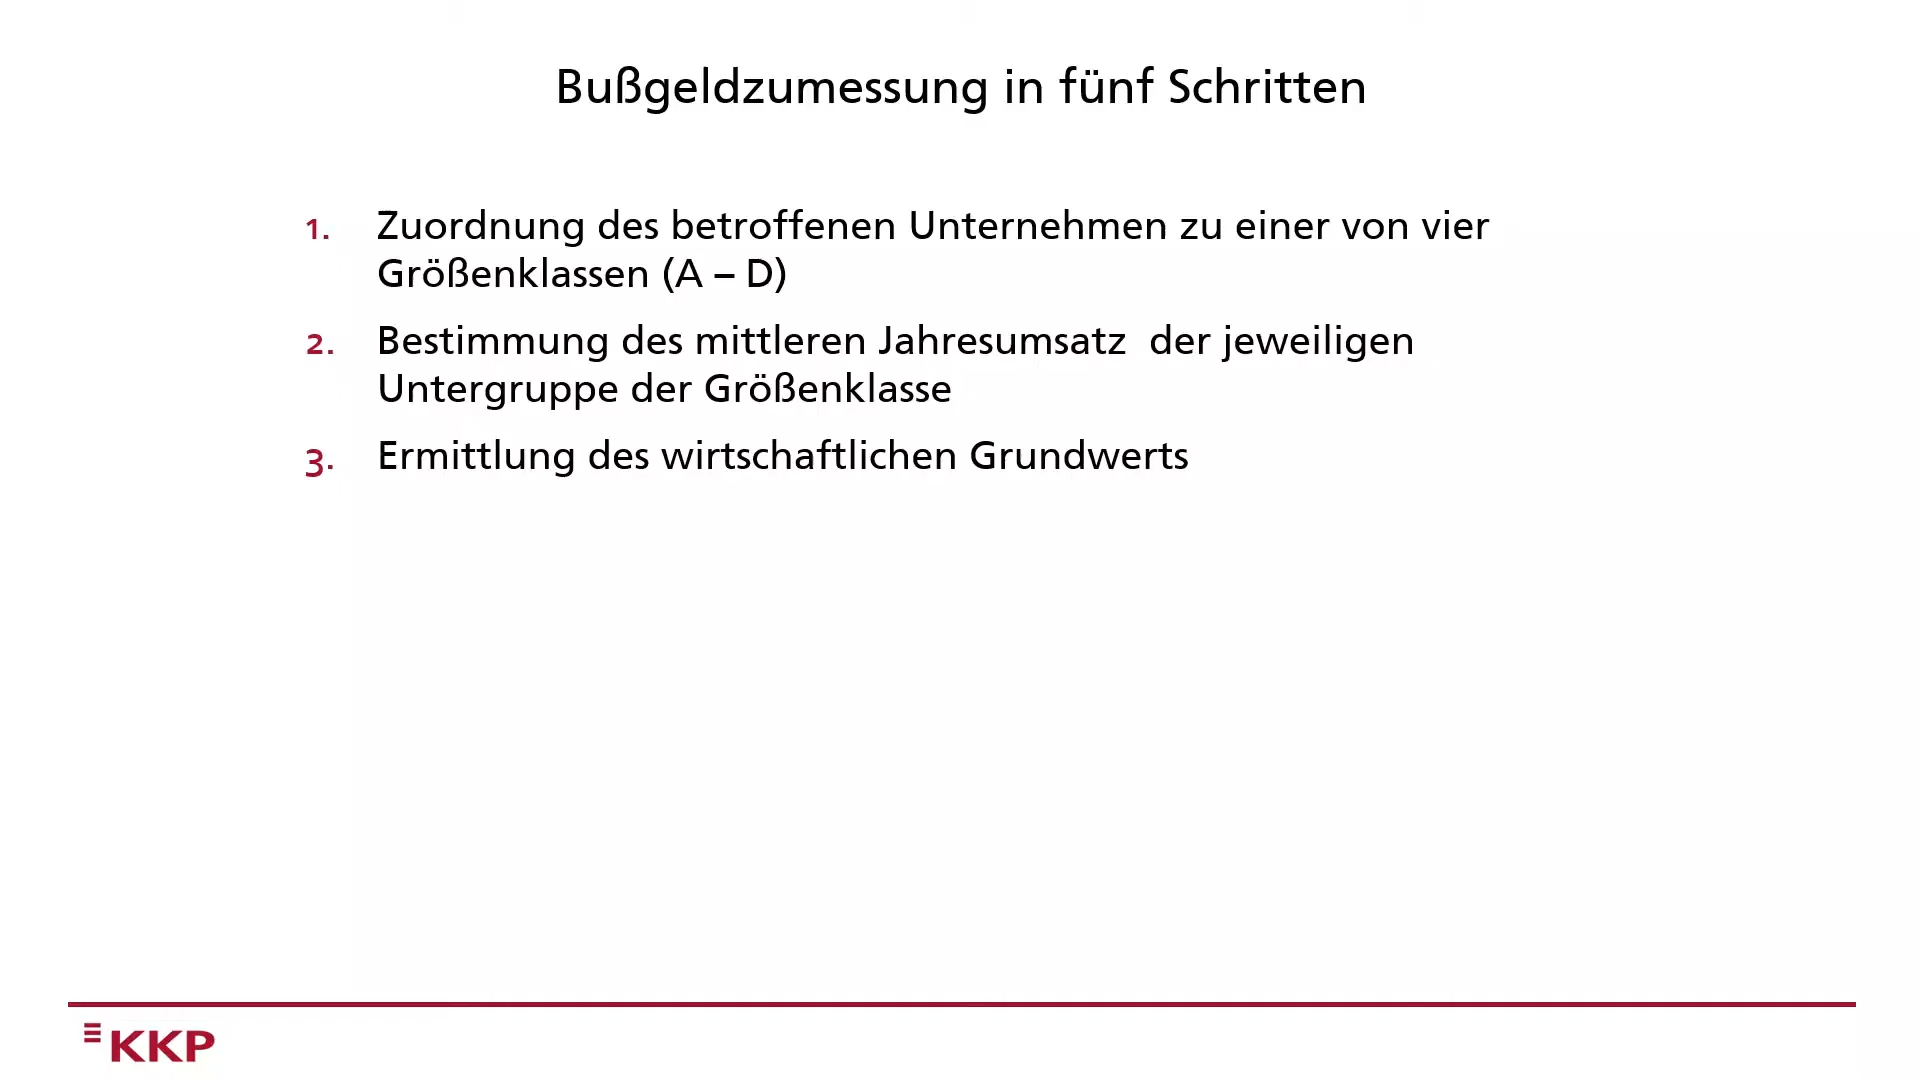 Bußgeldzumessung in fünf Schritten
1. Zuordnung des betroffenen Unternehmen zu einer von vier
Größenklassen (A – D)
2. Bestimmung des mittleren Jahresumsatz  der jeweiligen
Untergruppe der Größenklasse
3. Ermittlung des wirtschaftlichen Grundwerts
KKP